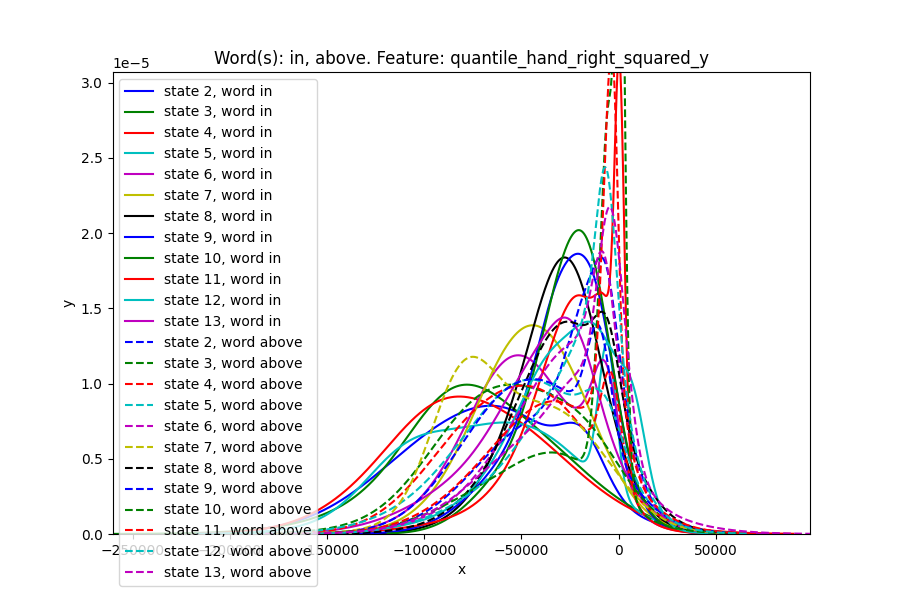 Word(s): in, above. Feature: quantile_hand_right_squared_y
1e−5
3.0
2.5
2.0
1.5
1.0
0.5
0.0
y
state 2, word in
state 3, word in
state 4, word in
state 5, word in
state 6, word in
state 7, word in
state 8, word in
state 9, word in
state 10, word in
state 11, word in
state 12, word in
state 13, word in
state 2, word above
state 3, word above
state 4, word above
state 5, word above
state 6, word above
state 7, word above
state 8, word above
state 9, word above
state 10, word above
state 11, word above
state 12, word above
state 13, word above
−250000 −200000 −150000 −100000 −50000 0 50000
x